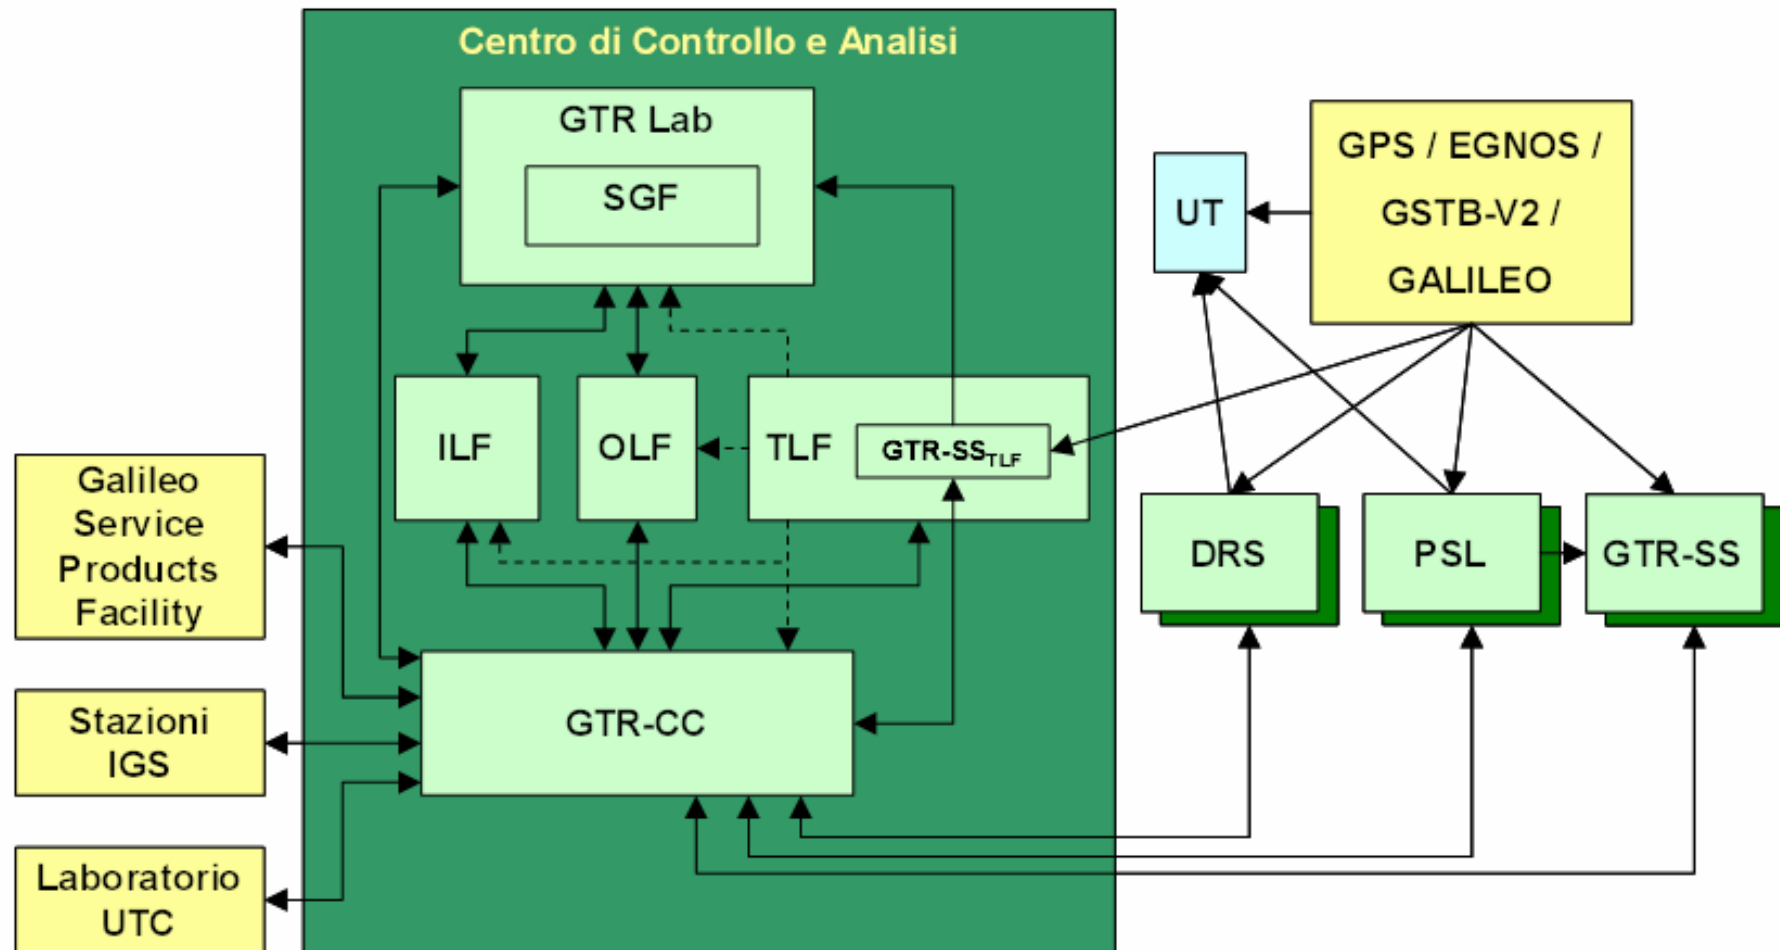 Centro di Controllo e Analisi
GTR Lab
SGF
GPS / EGNOS /
GSTB-V2 /
GALILEO
UT
ILF
OLF
TLF
GTR-SSTLF
Galileo
Service
Products
Facility
DRS
PSL
GTR-SS
Stazioni
IGS
GTR-CC
Laboratorio
UTC